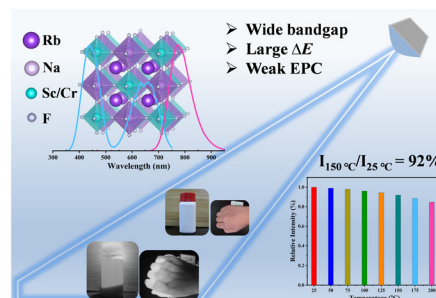 Rb
Na
Sc/Cr
F
300 400 500 600 700 800 900
Wavelength (nm)
➢ Wide bandgap
➢ Large ΔE
➢ Weak EPC
I150 °C/I25 °C = 92%
Relative Intensity (%)
1.0
0.8
0.6
0.4
0.2
0.0
25 50 75 100 125 150 175 200
Temperature (°C)